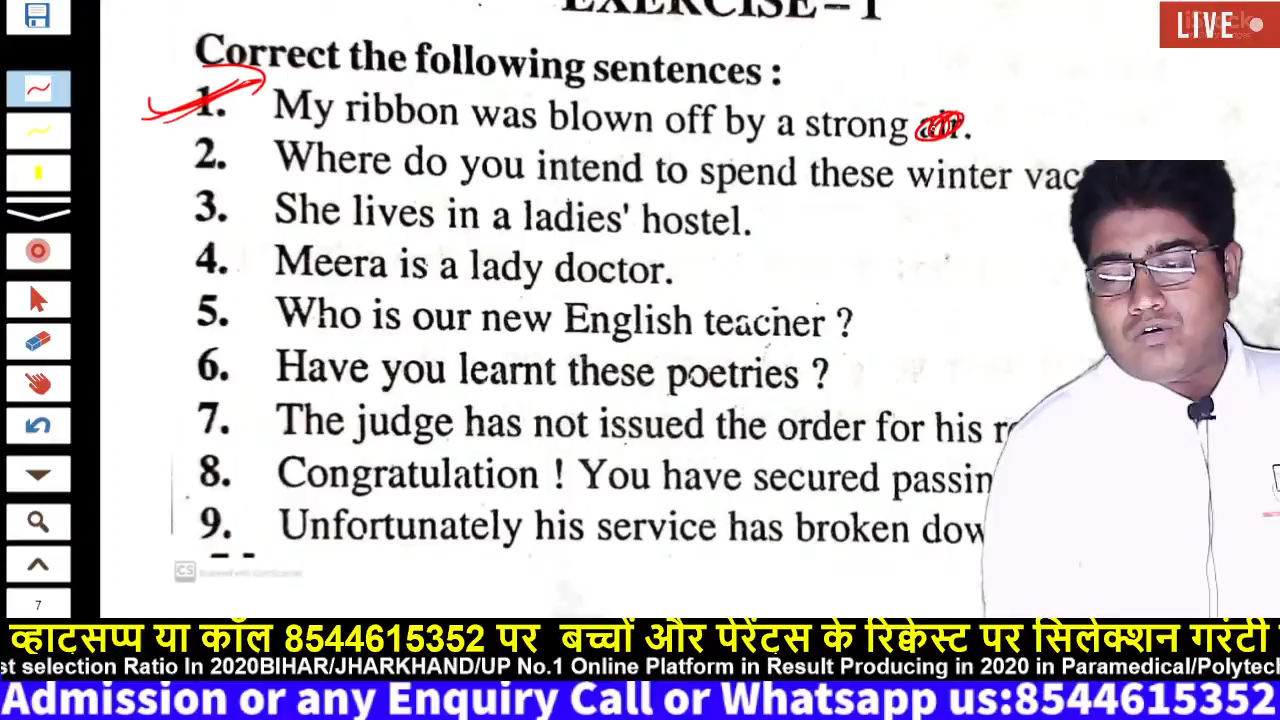 EXERCISE – 1
LIVE
Correct the following sentences :
1. My ribbon was blown off by a strong air.
2. Where do you intend to spend these winter vac
3. She lives in a ladies' hostel.
4. Meera is a lady doctor.
5. Who is our new English teacher ?
6. Have you learnt these poetries ?
7. The judge has not issued the order for his r
8. Congratulation ! You have secured passin
9. Unfortunately his service has broken dow
CS
7
व्हाट्सप्प या कॉल 8544615352 पर बच्चों और पेरेंट्स के रिक्वेस्ट पर सिलेक्शन गरंटी
st selection Ratio In 2020BIHAR/JHARKHAND/UP No.1 Online Platform in Result Producing in 2020 in Paramedical/Polytech
Admission or any Enquiry Call or Whatsapp us:8544615352